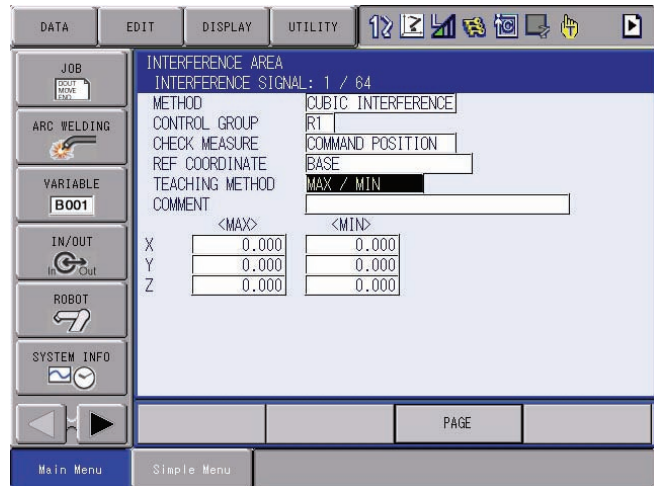 DATA EDIT DISPLAY UTILITY
JOB
DOUT
MOVE
END
ARC WELDING
VARIABLE
B001
IN/OUT
In Out
ROBOT
SYSTEM INFO
INTERFERENCE AREA
INTERFERENCE SIGNAL: 1 / 64
METHOD CUBIC INTERFERENCE
CONTROL GROUP R1
CHECK MEASURE COMMAND POSITION
REF COORDINATE BASE
TEACHING METHOD MAX / MIN
COMMENT
<MAX> <MIN>
X 0.000 0.000
Y 0.000 0.000
Z 0.000 0.000
PAGE
Main Menu Simple Menu